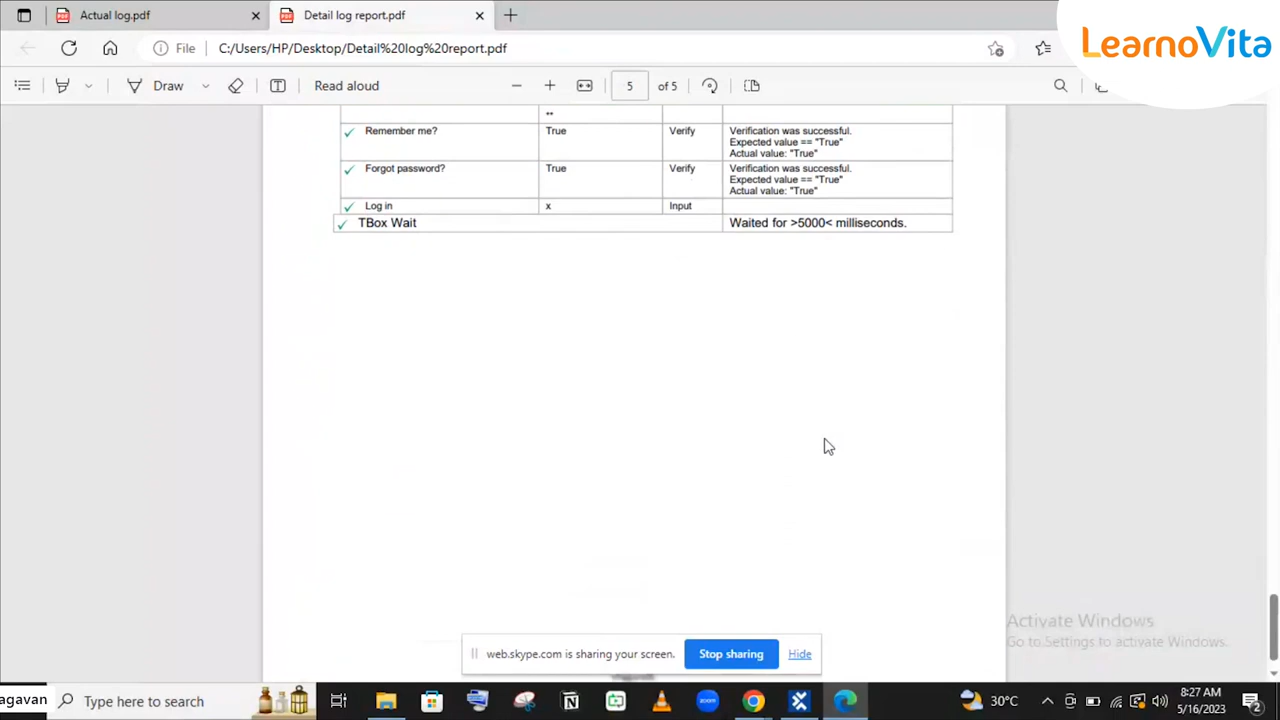 Actual log.pdf
Detail log report.pdf
LearnoVita
File
C:/Users/HP/Desktop/Detail%20log%20report.pdf
Draw
Read aloud
5
of 5
**
Remember me?
True
Verify
Verification was successful.
Expected value == "True"
Actual value: "True"
Forgot password?
True
Verify
Verification was successful.
Expected value == "True"
Actual value: "True"
Log in
x
Input
TBox Wait
Waited for >5000< milliseconds.
Activate Windows
Go to Settings to activate Windows.
web.skype.com is sharing your screen.
Stop sharing
Hide
agavan
Type here to search
30°C
8:27 AM
5/16/2023
2